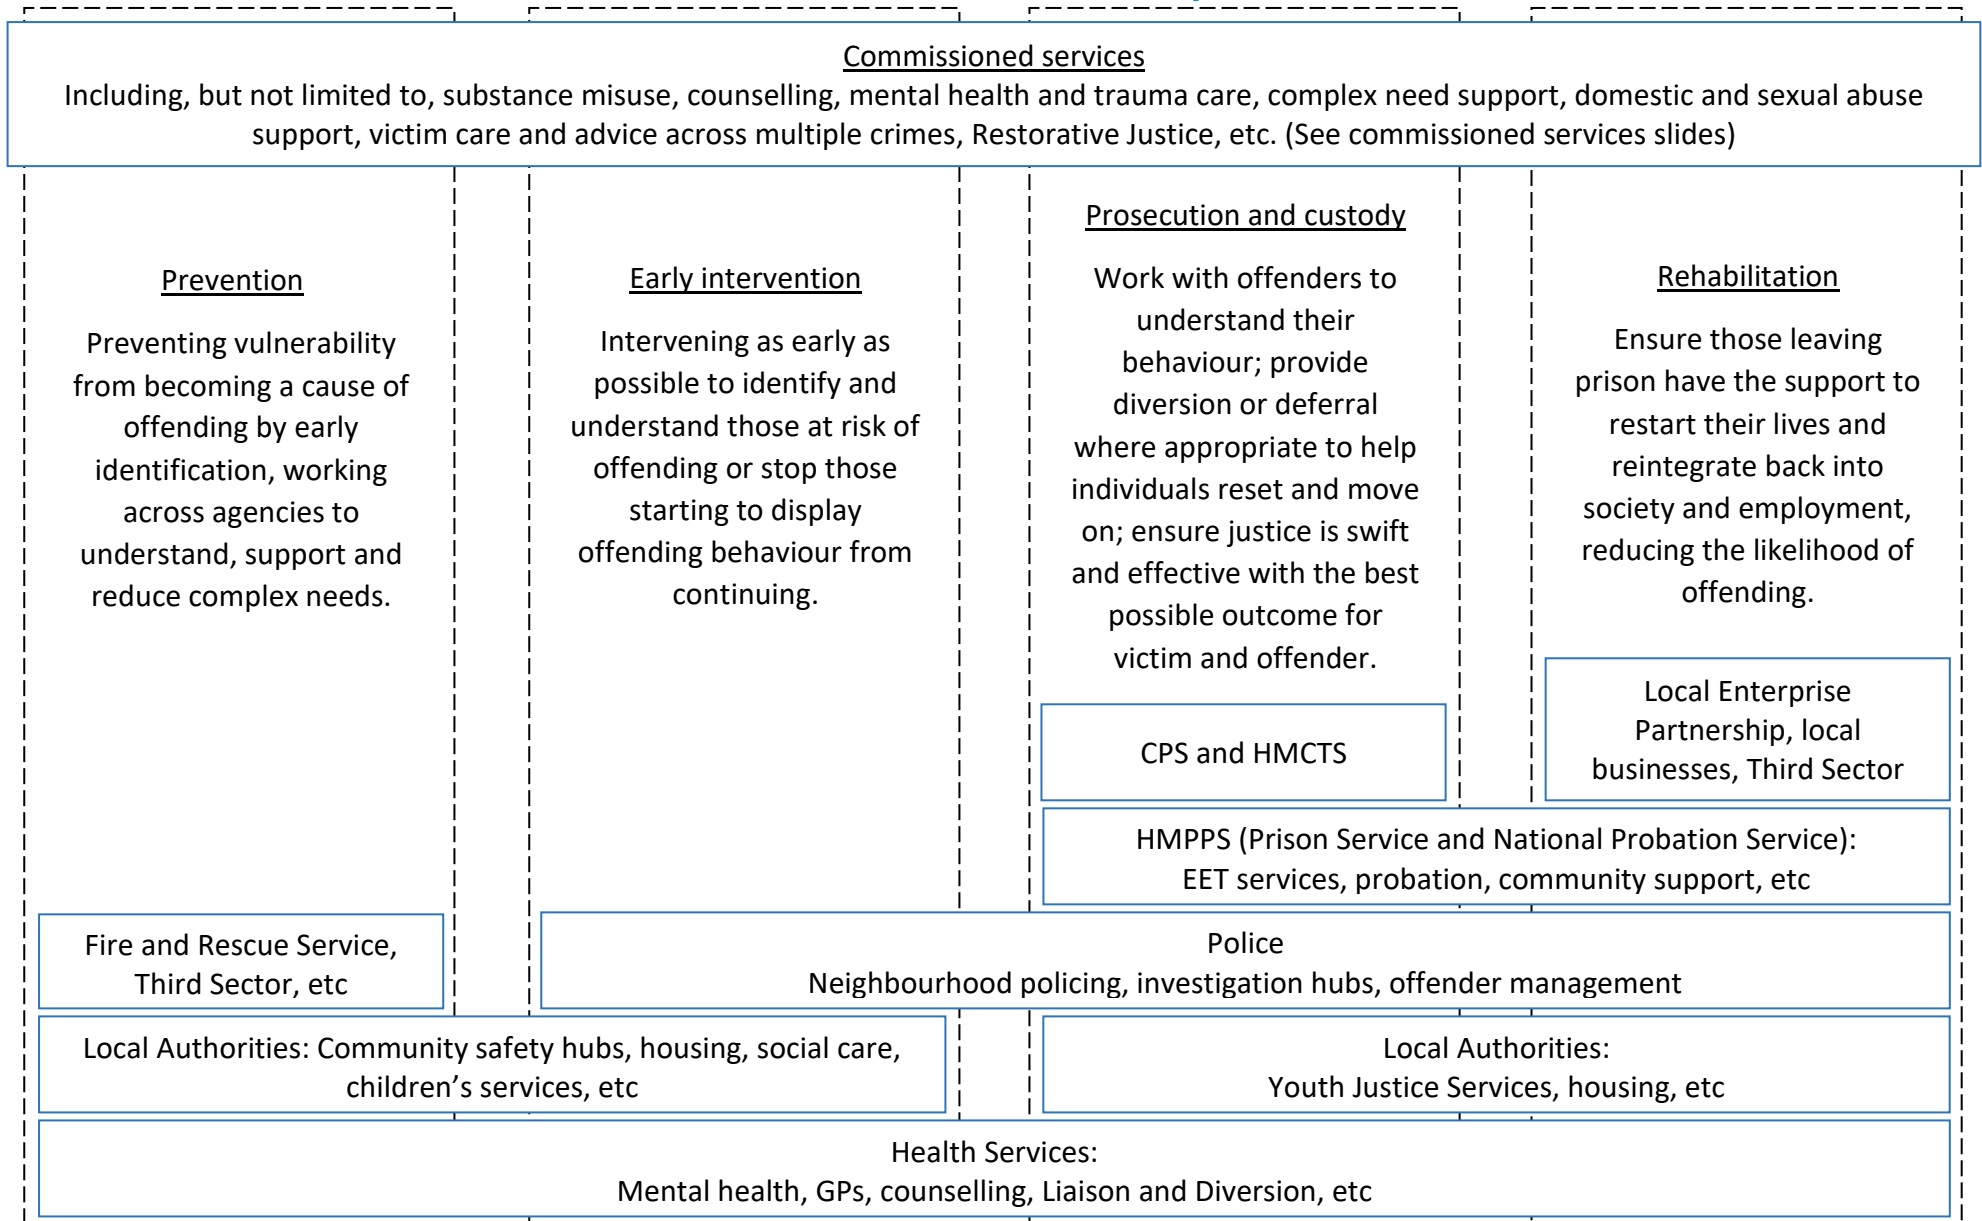 Commissioned services
Including, but not limited to, substance misuse, counselling, mental health and trauma care, complex need support, domestic and sexual abuse
support, victim care and advice across multiple crimes, Restorative Justice, etc. (See commissioned services slides)
Prevention
Preventing vulnerability
from becoming a cause of
offending by early
identification, working
across agencies to
understand, support and
reduce complex needs.
Early intervention
Intervening as early as
possible to identify and
understand those at risk of
offending or stop those
starting to display
offending behaviour from
continuing.
Prosecution and custody
Work with offenders to
understand their
behaviour; provide
diversion or deferral
where appropriate to help
individuals reset and move
on; ensure justice is swift
and effective with the best
possible outcome for
victim and offender.
Rehabilitation
Ensure those leaving
prison have the support to
restart their lives and
reintegrate back into
society and employment,
reducing the likelihood of
offending.
CPS and HMCTS
Local Enterprise
Partnership, local
businesses, Third Sector
HMPPS (Prison Service and National Probation Service):
EET services, probation, community support, etc
Fire and Rescue Service,
Third Sector, etc
Police
Neighbourhood policing, investigation hubs, offender management
Local Authorities: Community safety hubs, housing, social care,
children’s services, etc
Local Authorities:
Youth Justice Services, housing, etc
Health Services:
Mental health, GPs, counselling, Liaison and Diversion, etc